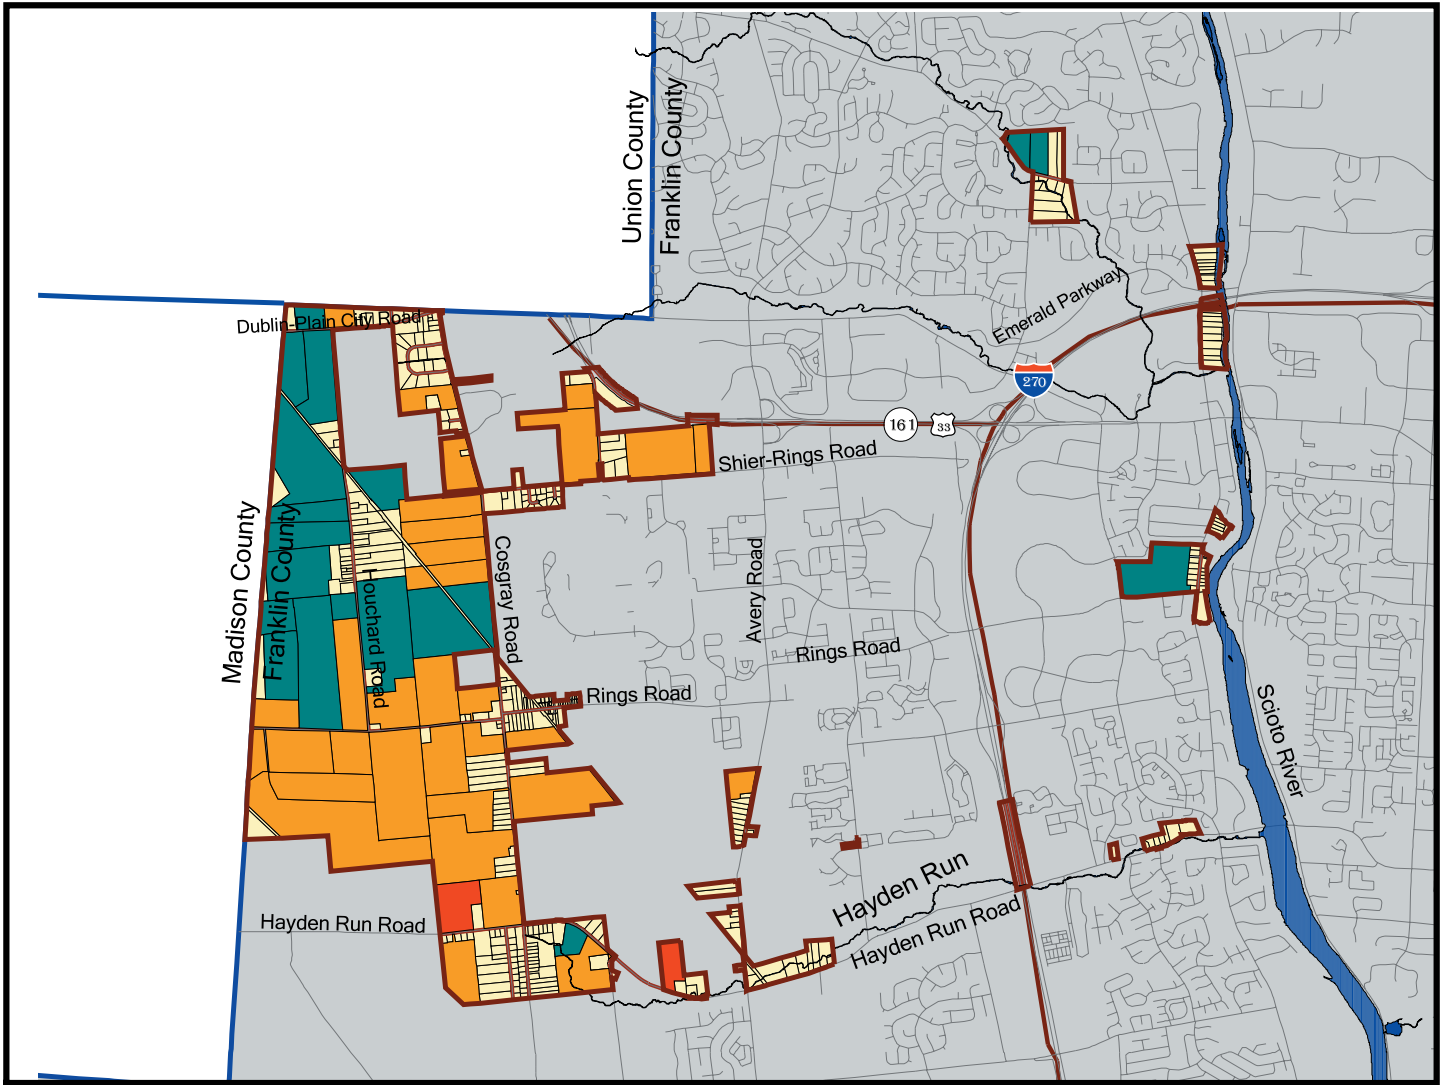 Union County
Franklin County
Dublin-Plain City Road
Emerald Parkway
270
161
33
Shier-Rings Road
Madison County
Franklin County
Houchard Road
Cosgray Road
Avery Road
Rings Road
Rings Road
Scioto River
Hayden Run
Hayden Run Road
Hayden Run Road